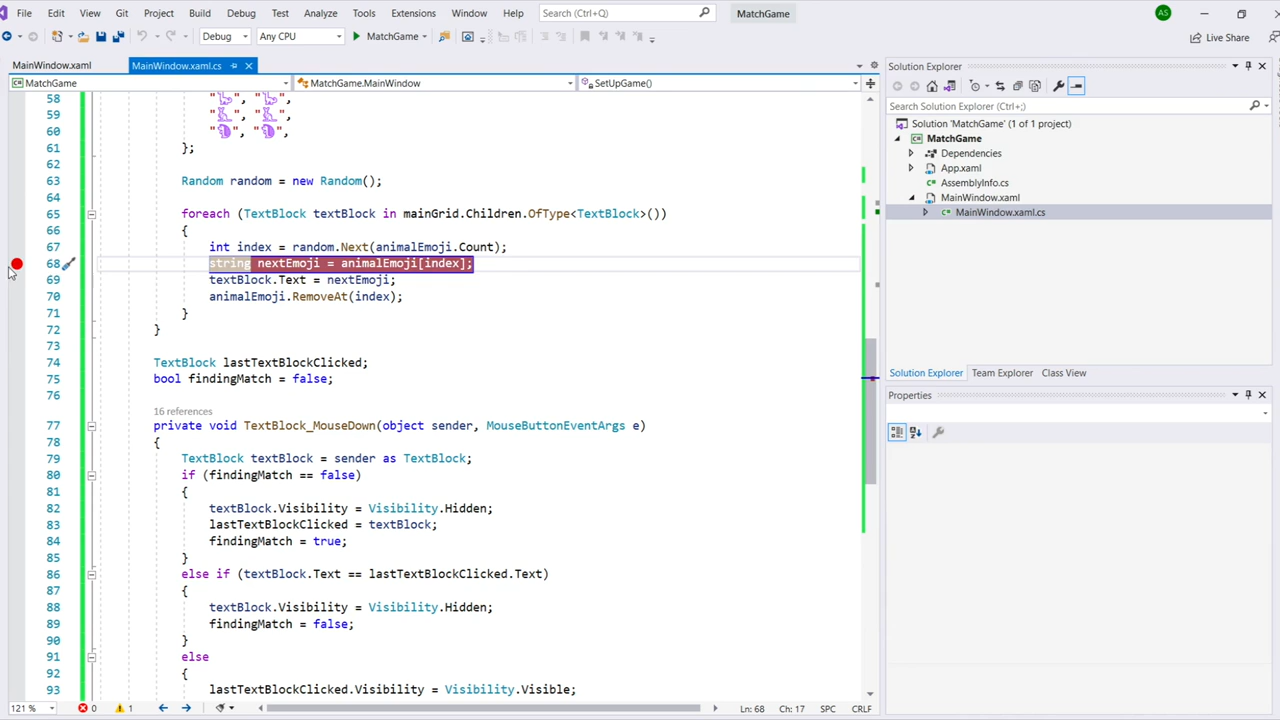 File Edit View Git Project Build Debug Test Analyze Tools Extensions Window Help Search (Ctrl+Q) MatchGame AS
Debug Any CPU MatchGame Live Share
MainWindow.xaml MainWindow.xaml.cs
MatchGame MatchGame.MainWindow SetUpGame()
58 "🦕", "🦕",
59 "🦘", "🦘",
60 "🦔", "🦔",
61 };
62
63 Random random = new Random();
64
65 foreach (TextBlock textBlock in mainGrid.Children.OfType<TextBlock>())
66 {
67 int index = random.Next(animalEmoji.Count);
68 string nextEmoji = animalEmoji[index];
69 textBlock.Text = nextEmoji;
70 animalEmoji.RemoveAt(index);
71 }
72 }
73
74 TextBlock lastTextBlockClicked;
75 bool findingMatch = false;
76
16 references
77 private void TextBlock_MouseDown(object sender, MouseButtonEventArgs e)
78 {
79 TextBlock textBlock = sender as TextBlock;
80 if (findingMatch == false)
81 {
82 textBlock.Visibility = Visibility.Hidden;
83 lastTextBlockClicked = textBlock;
84 findingMatch = true;
85 }
86 else if (textBlock.Text == lastTextBlockClicked.Text)
87 {
88 textBlock.Visibility = Visibility.Hidden;
89 findingMatch = false;
90 }
91 else
92 {
93 lastTextBlockClicked.Visibility = Visibility.Visible;
121 % 0 1 Ln: 68 Ch: 17 SPC CRLF
Solution Explorer
Search Solution Explorer (Ctrl+;)
Solution 'MatchGame' (1 of 1 project)
MatchGame
Dependencies
App.xaml
AssemblyInfo.cs
MainWindow.xaml
MainWindow.xaml.cs
Solution Explorer Team Explorer Class View
Properties